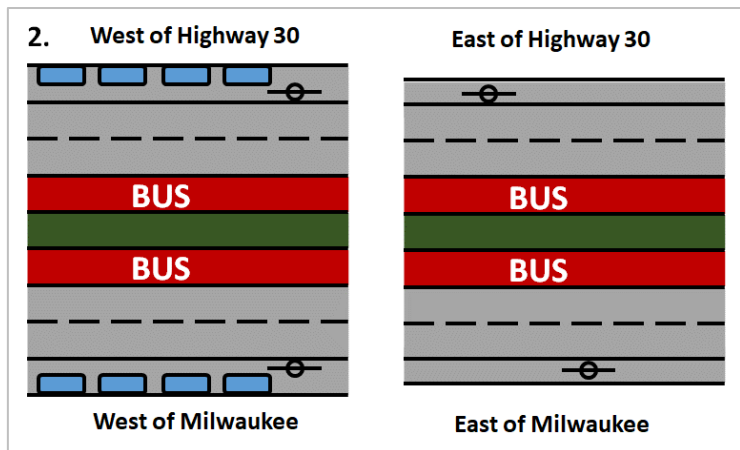 2.
West of Highway 30
BUS
BUS
West of Milwaukee
East of Highway 30
BUS
BUS
East of Milwaukee